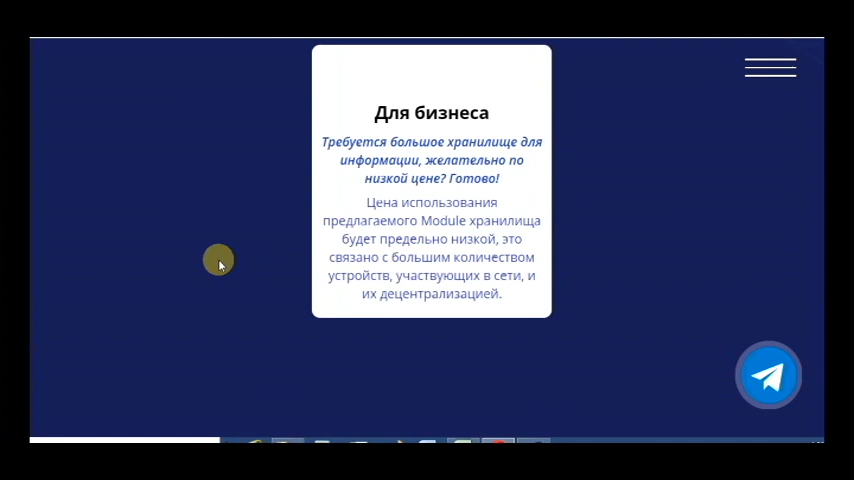 Для бизнеса
Требуется большое хранилище для
информации, желательно по
низкой цене? Готово!
Цена использования
предлагаемого Module хранилища
будет предельно низкой, это
связано с большим количеством
устройств, участвующих в сети, и
их децентрализацией.